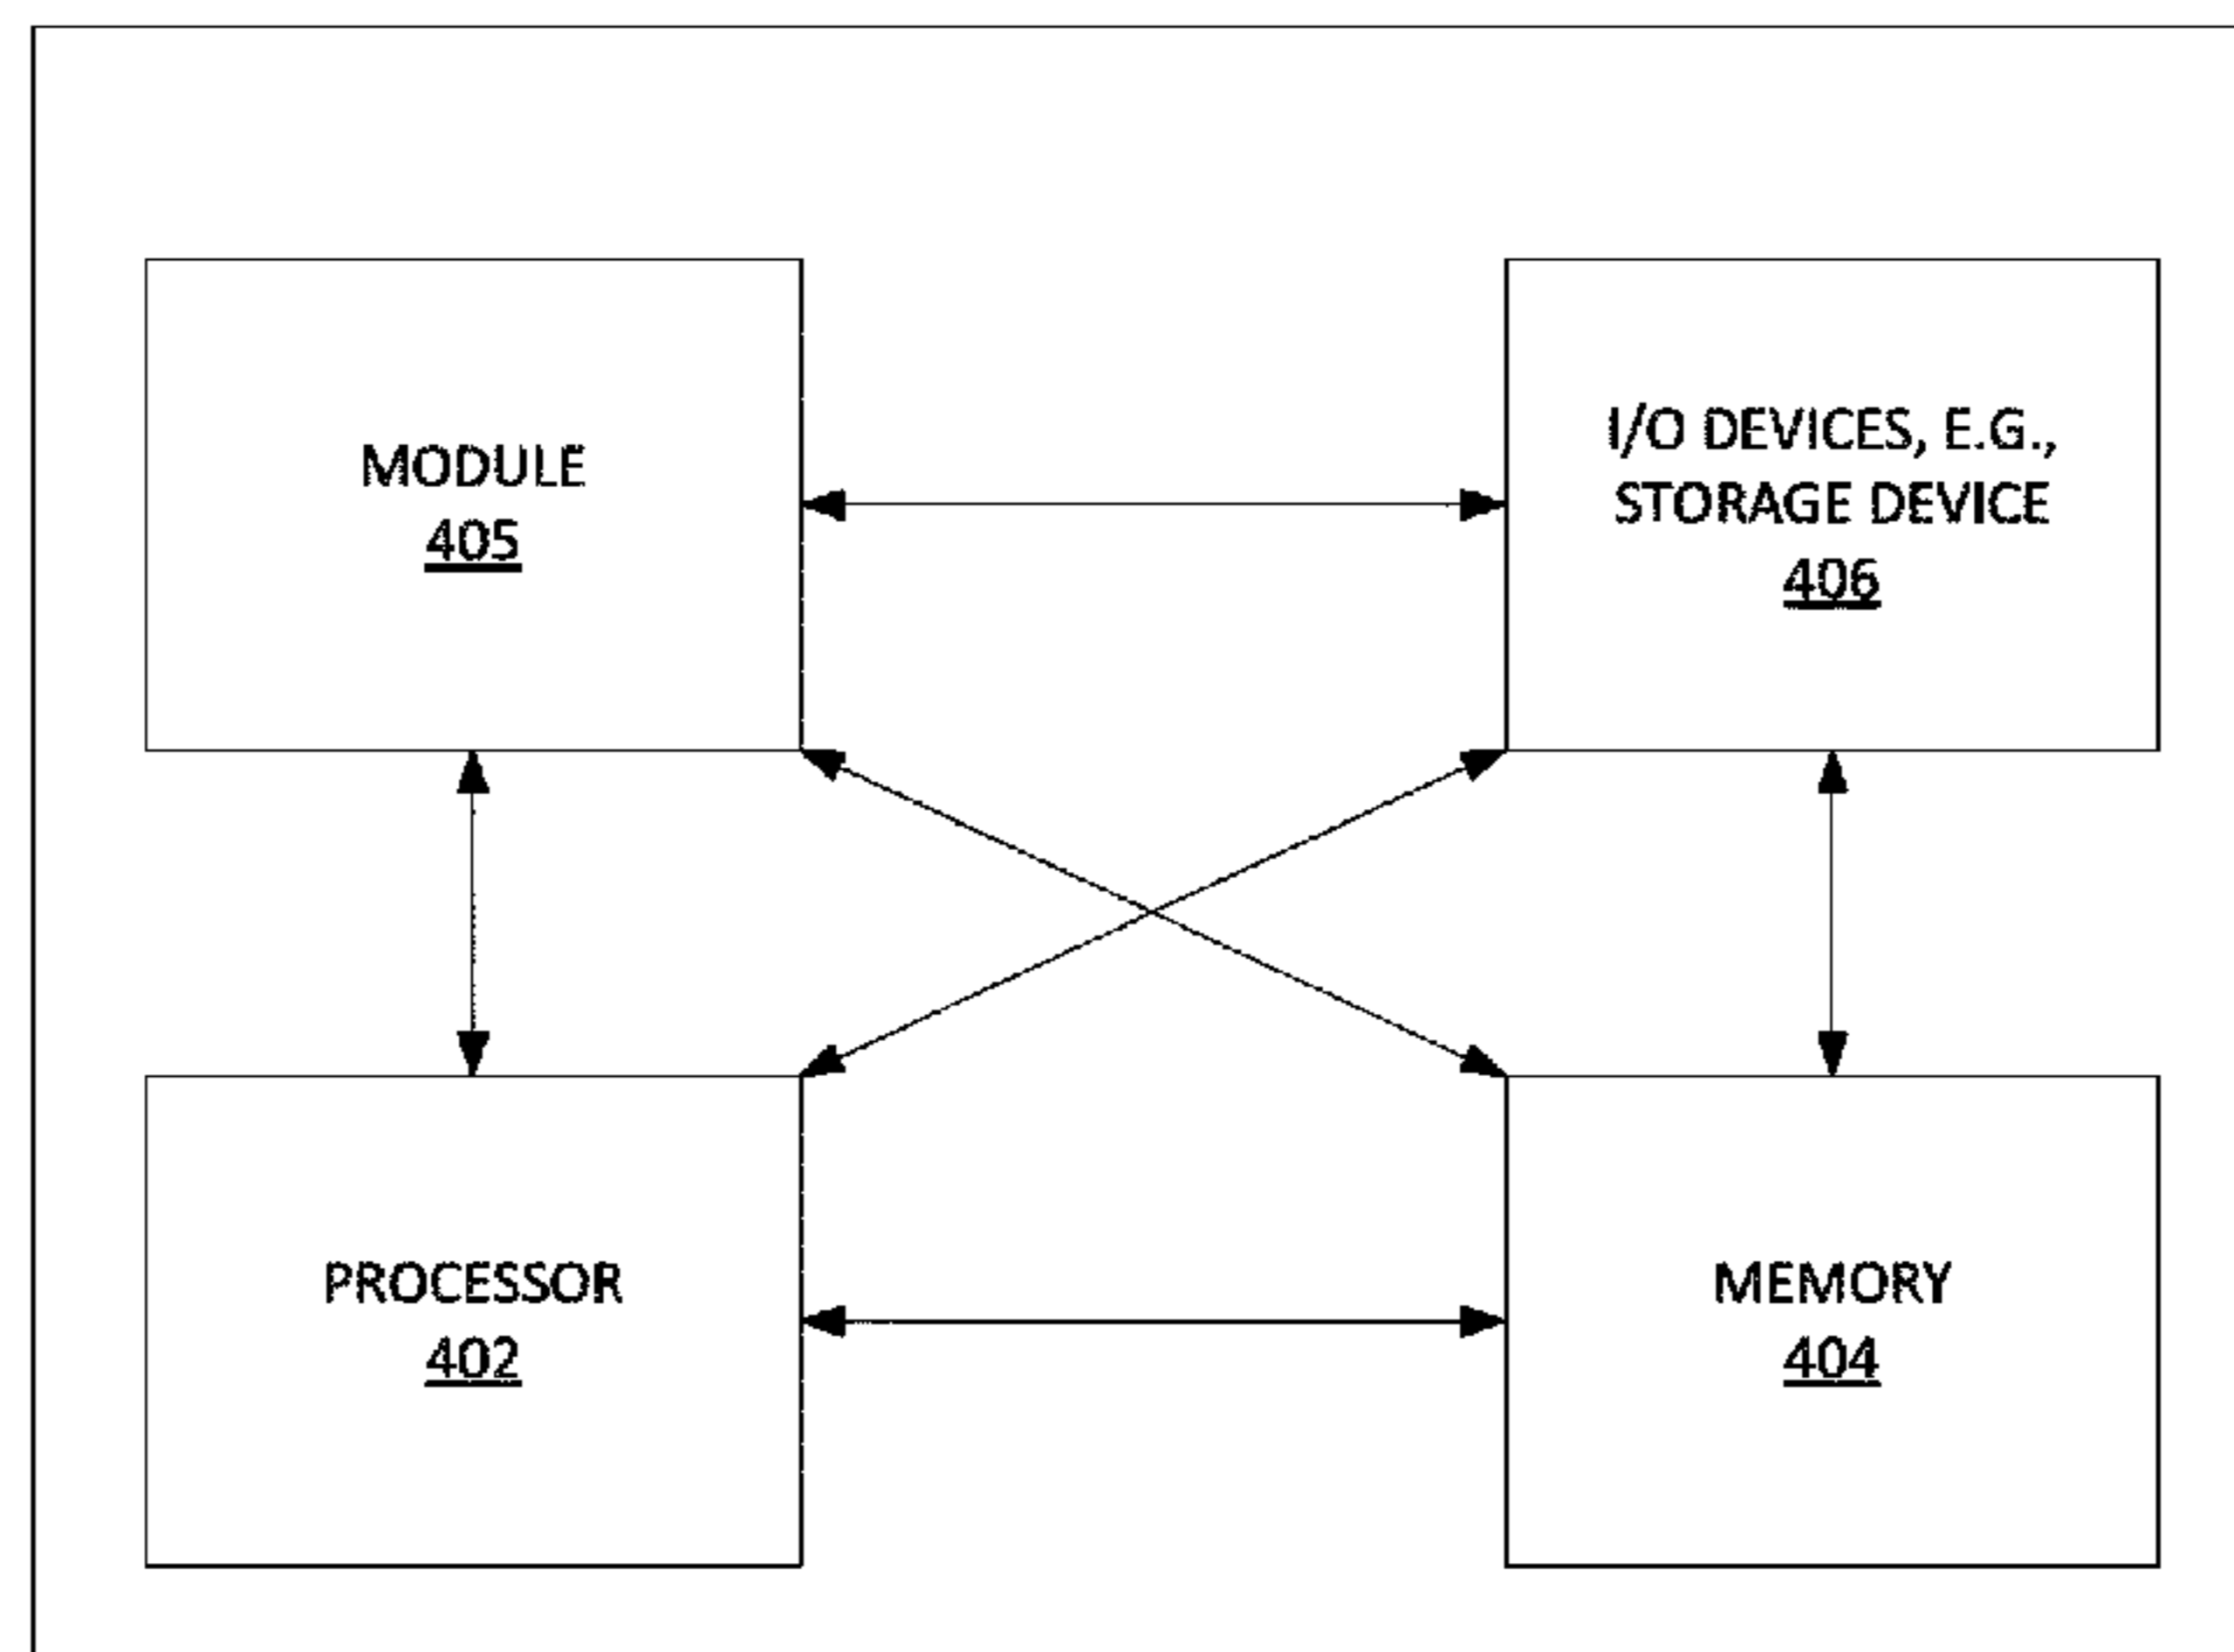 MODULE
405
I/O DEVICES, E.G.,
STORAGE DEVICE
406
PROCESSOR
402
MEMORY
404